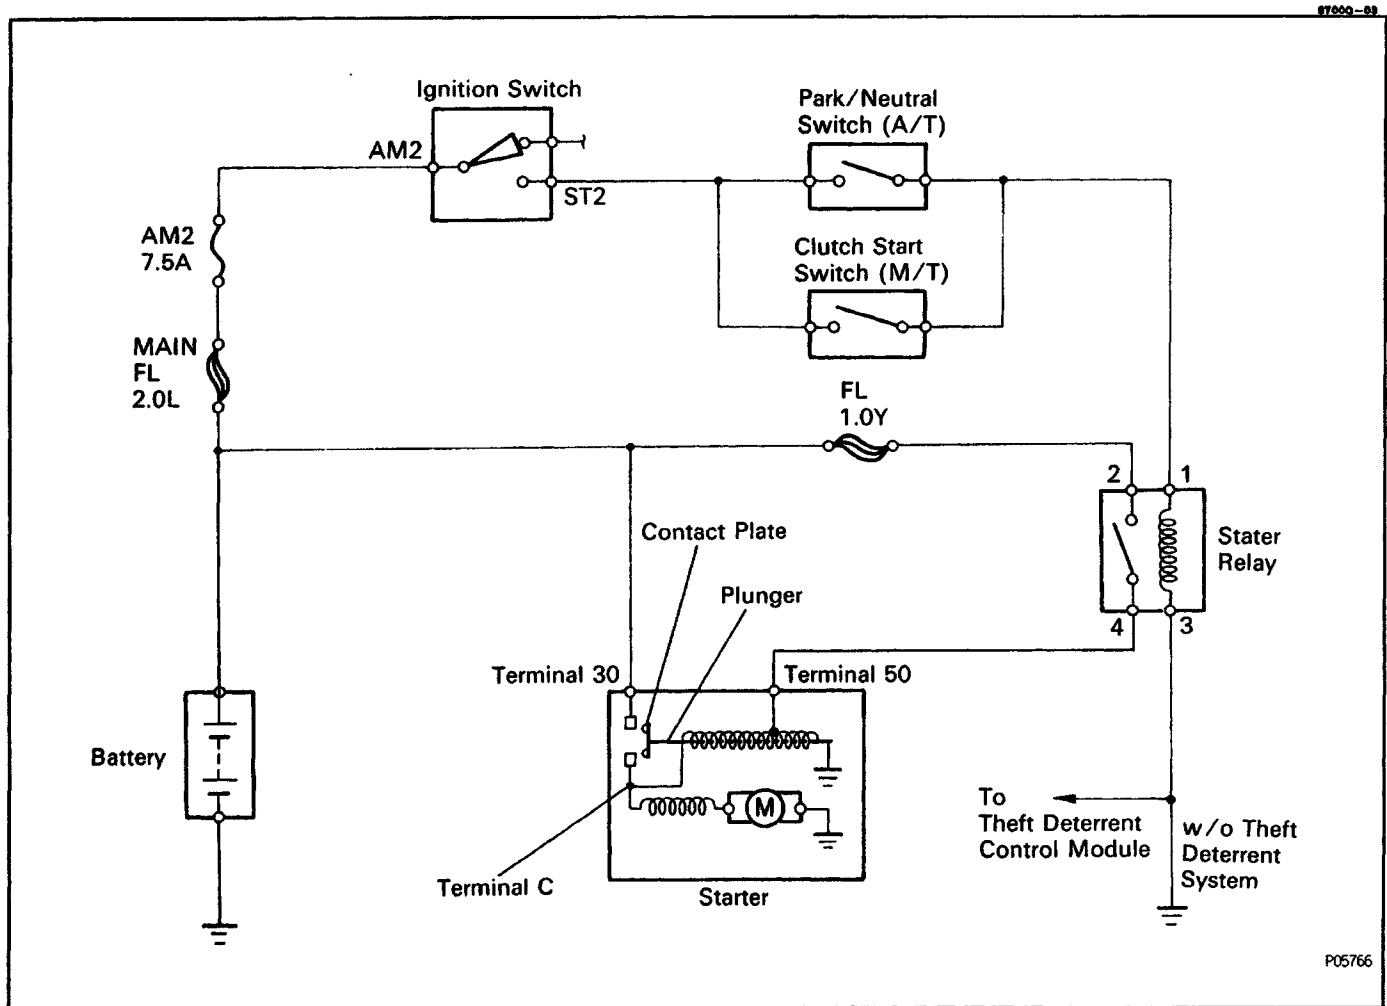 ST00Q-03
Ignition Switch
AM2
ST2
Park/Neutral
Switch (A/T)
AM2
7.5A
Clutch Start
Switch (M/T)
MAIN
FL
2.0L
FL
1.0Y
2
1
Contact Plate
Stater
Relay
Plunger
4
3
Terminal 30
Terminal 50
Battery
M
To
Theft Deterrent
Control Module
w/o Theft
Deterrent
System
Terminal C
Starter
P05766